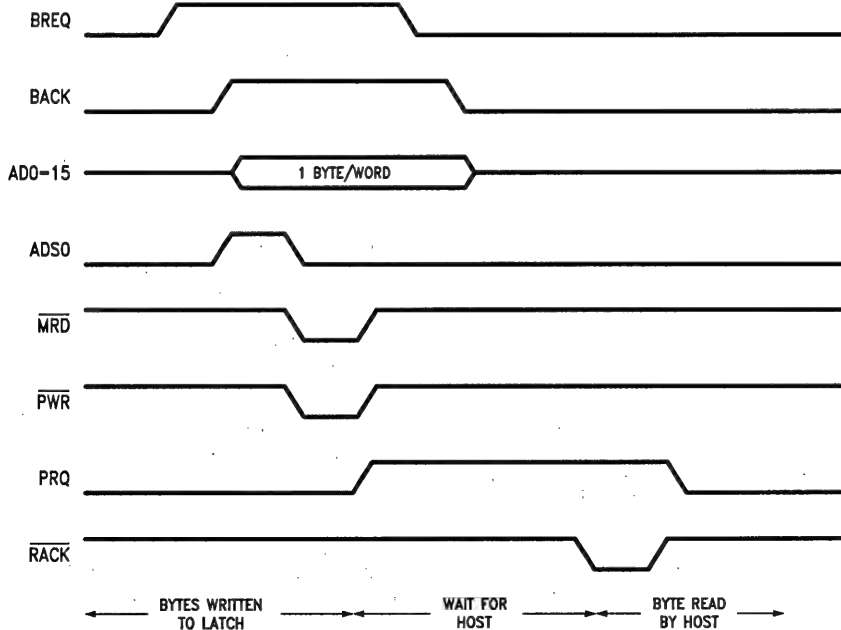 BREQ
BACK
AD0-15
1 BYTE/WORD
ADS0
MRD
PWR
PRQ
RACK
BYTES WRITTEN
TO LATCH
WAIT FOR
HOST
BYTE READ
BY HOST